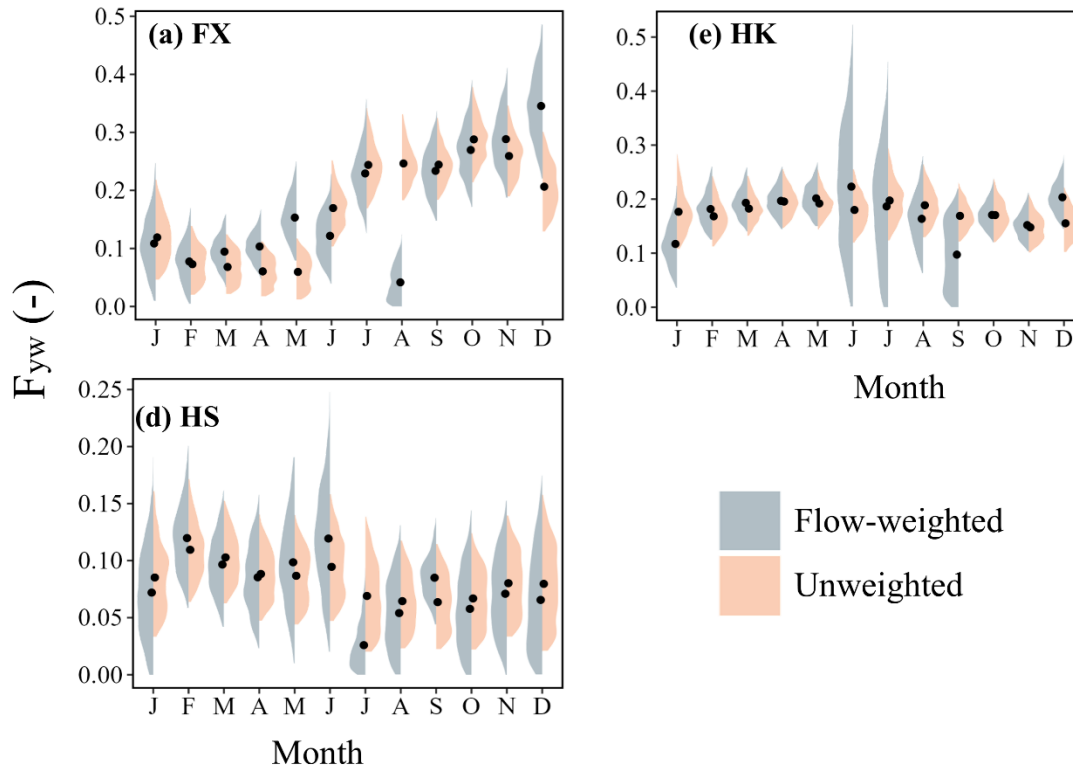 Fyw (-)
(a) FX
0.5
0.4
0.3
0.2
0.1
0.0
J F M A M J J A S O N D
(e) HK
0.5
0.4
0.3
0.2
0.1
0.0
J F M A M J J A S O N D
Month
(d) HS
0.25
0.20
0.15
0.10
0.05
0.00
J F M A M J J A S O N D
Month
Flow-weighted
Unweighted